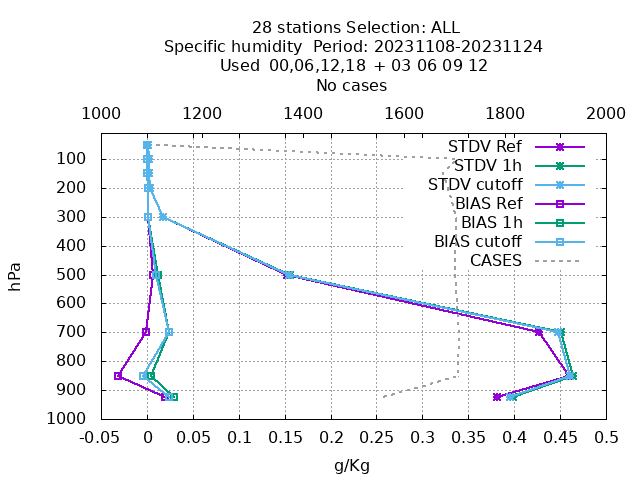 28 stations Selection: ALL
Specific humidity  Period: 20231108-20231124
Used  00,06,12,18 + 03 06 09 12
No cases
1000 1200 1400 1600 1800 2000
STDV Ref
STDV 1h
STDV cutoff
BIAS Ref
BIAS 1h
BIAS cutoff
CASES
hPa
100
200
300
400
500
600
700
800
900
1000
-0.05 0 0.05 0.1 0.15 0.2 0.25 0.3 0.35 0.4 0.45 0.5
g/Kg